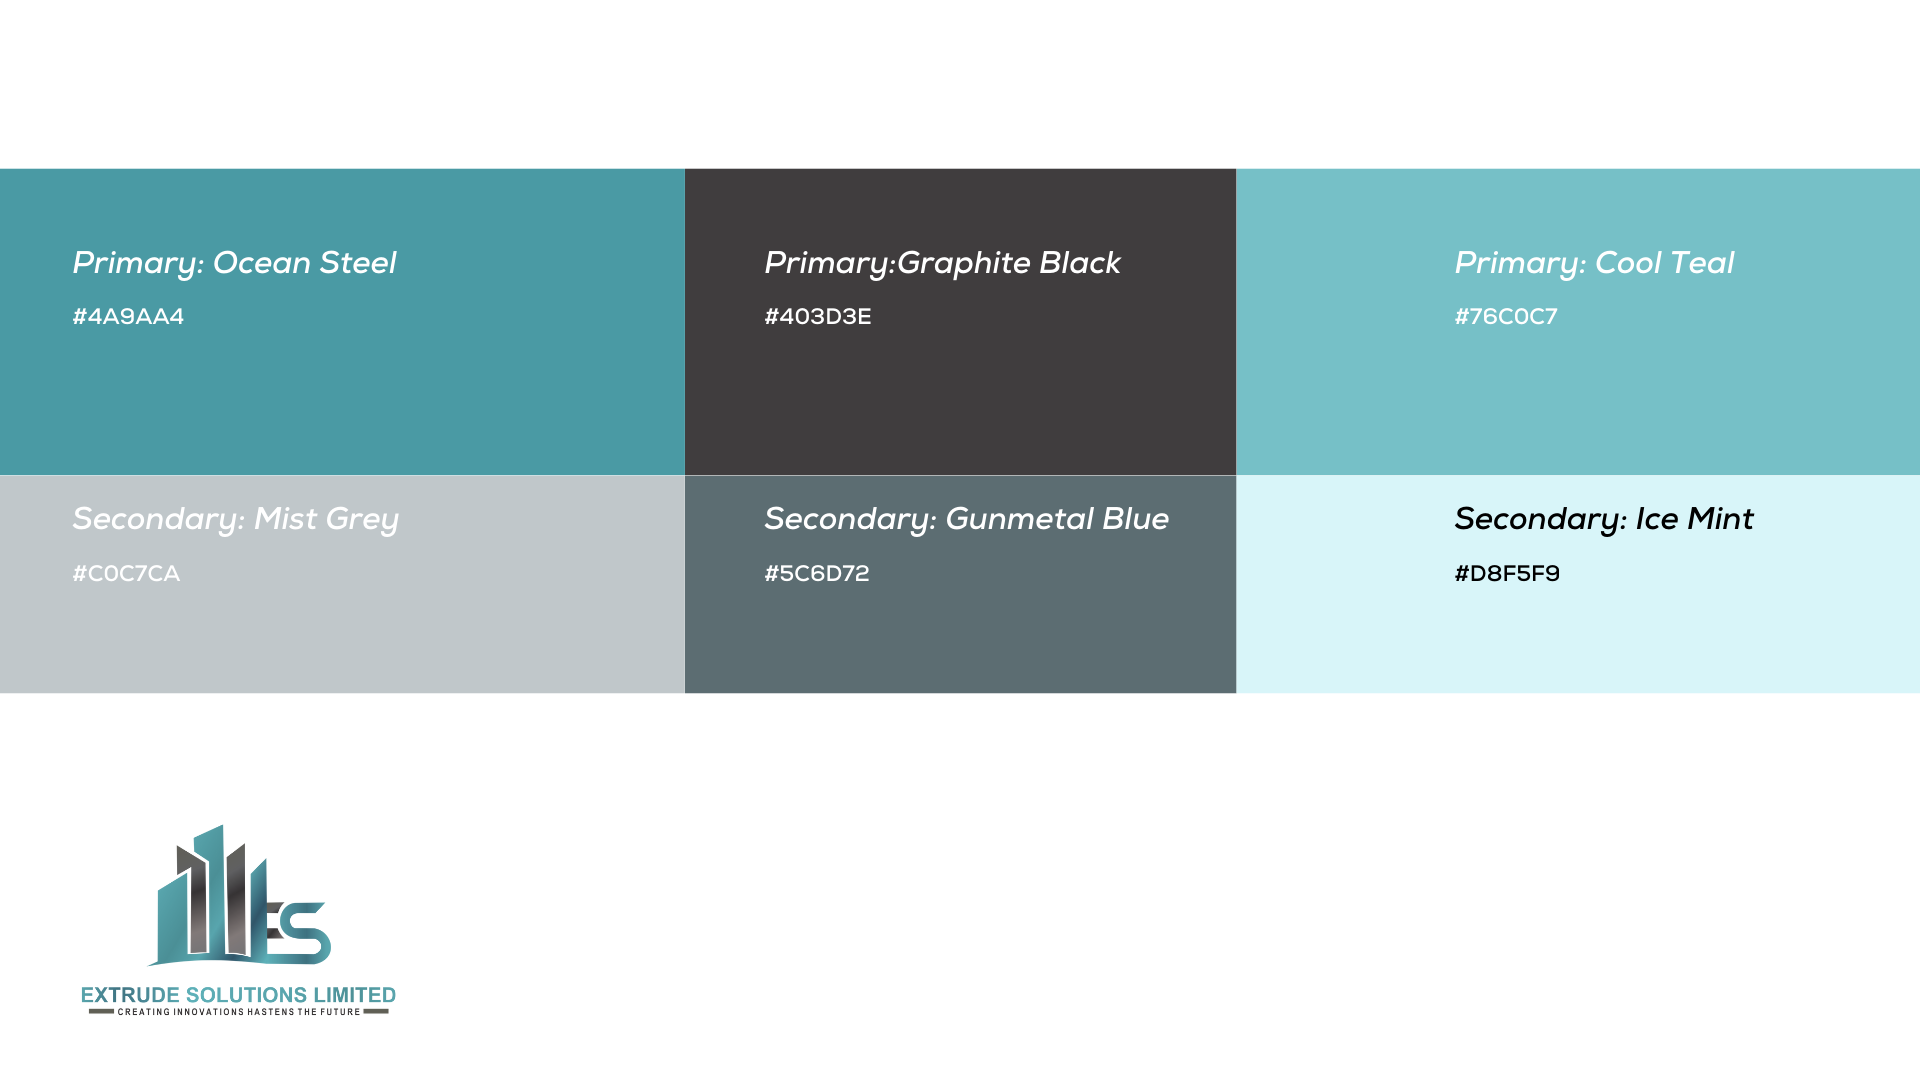 Primary: Ocean Steel
#4A9AA4
Primary:Graphite Black
#403D3E
Primary: Cool Teal
#76C0C7
Secondary: Mist Grey
#C0C7CA
Secondary: Gunmetal Blue
#5C6D72
Secondary: Ice Mint
#D8F5F9
ES
EXTRUDE SOLUTIONS LIMITED
CREATING INNOVATIONS HASTENS THE FUTURE